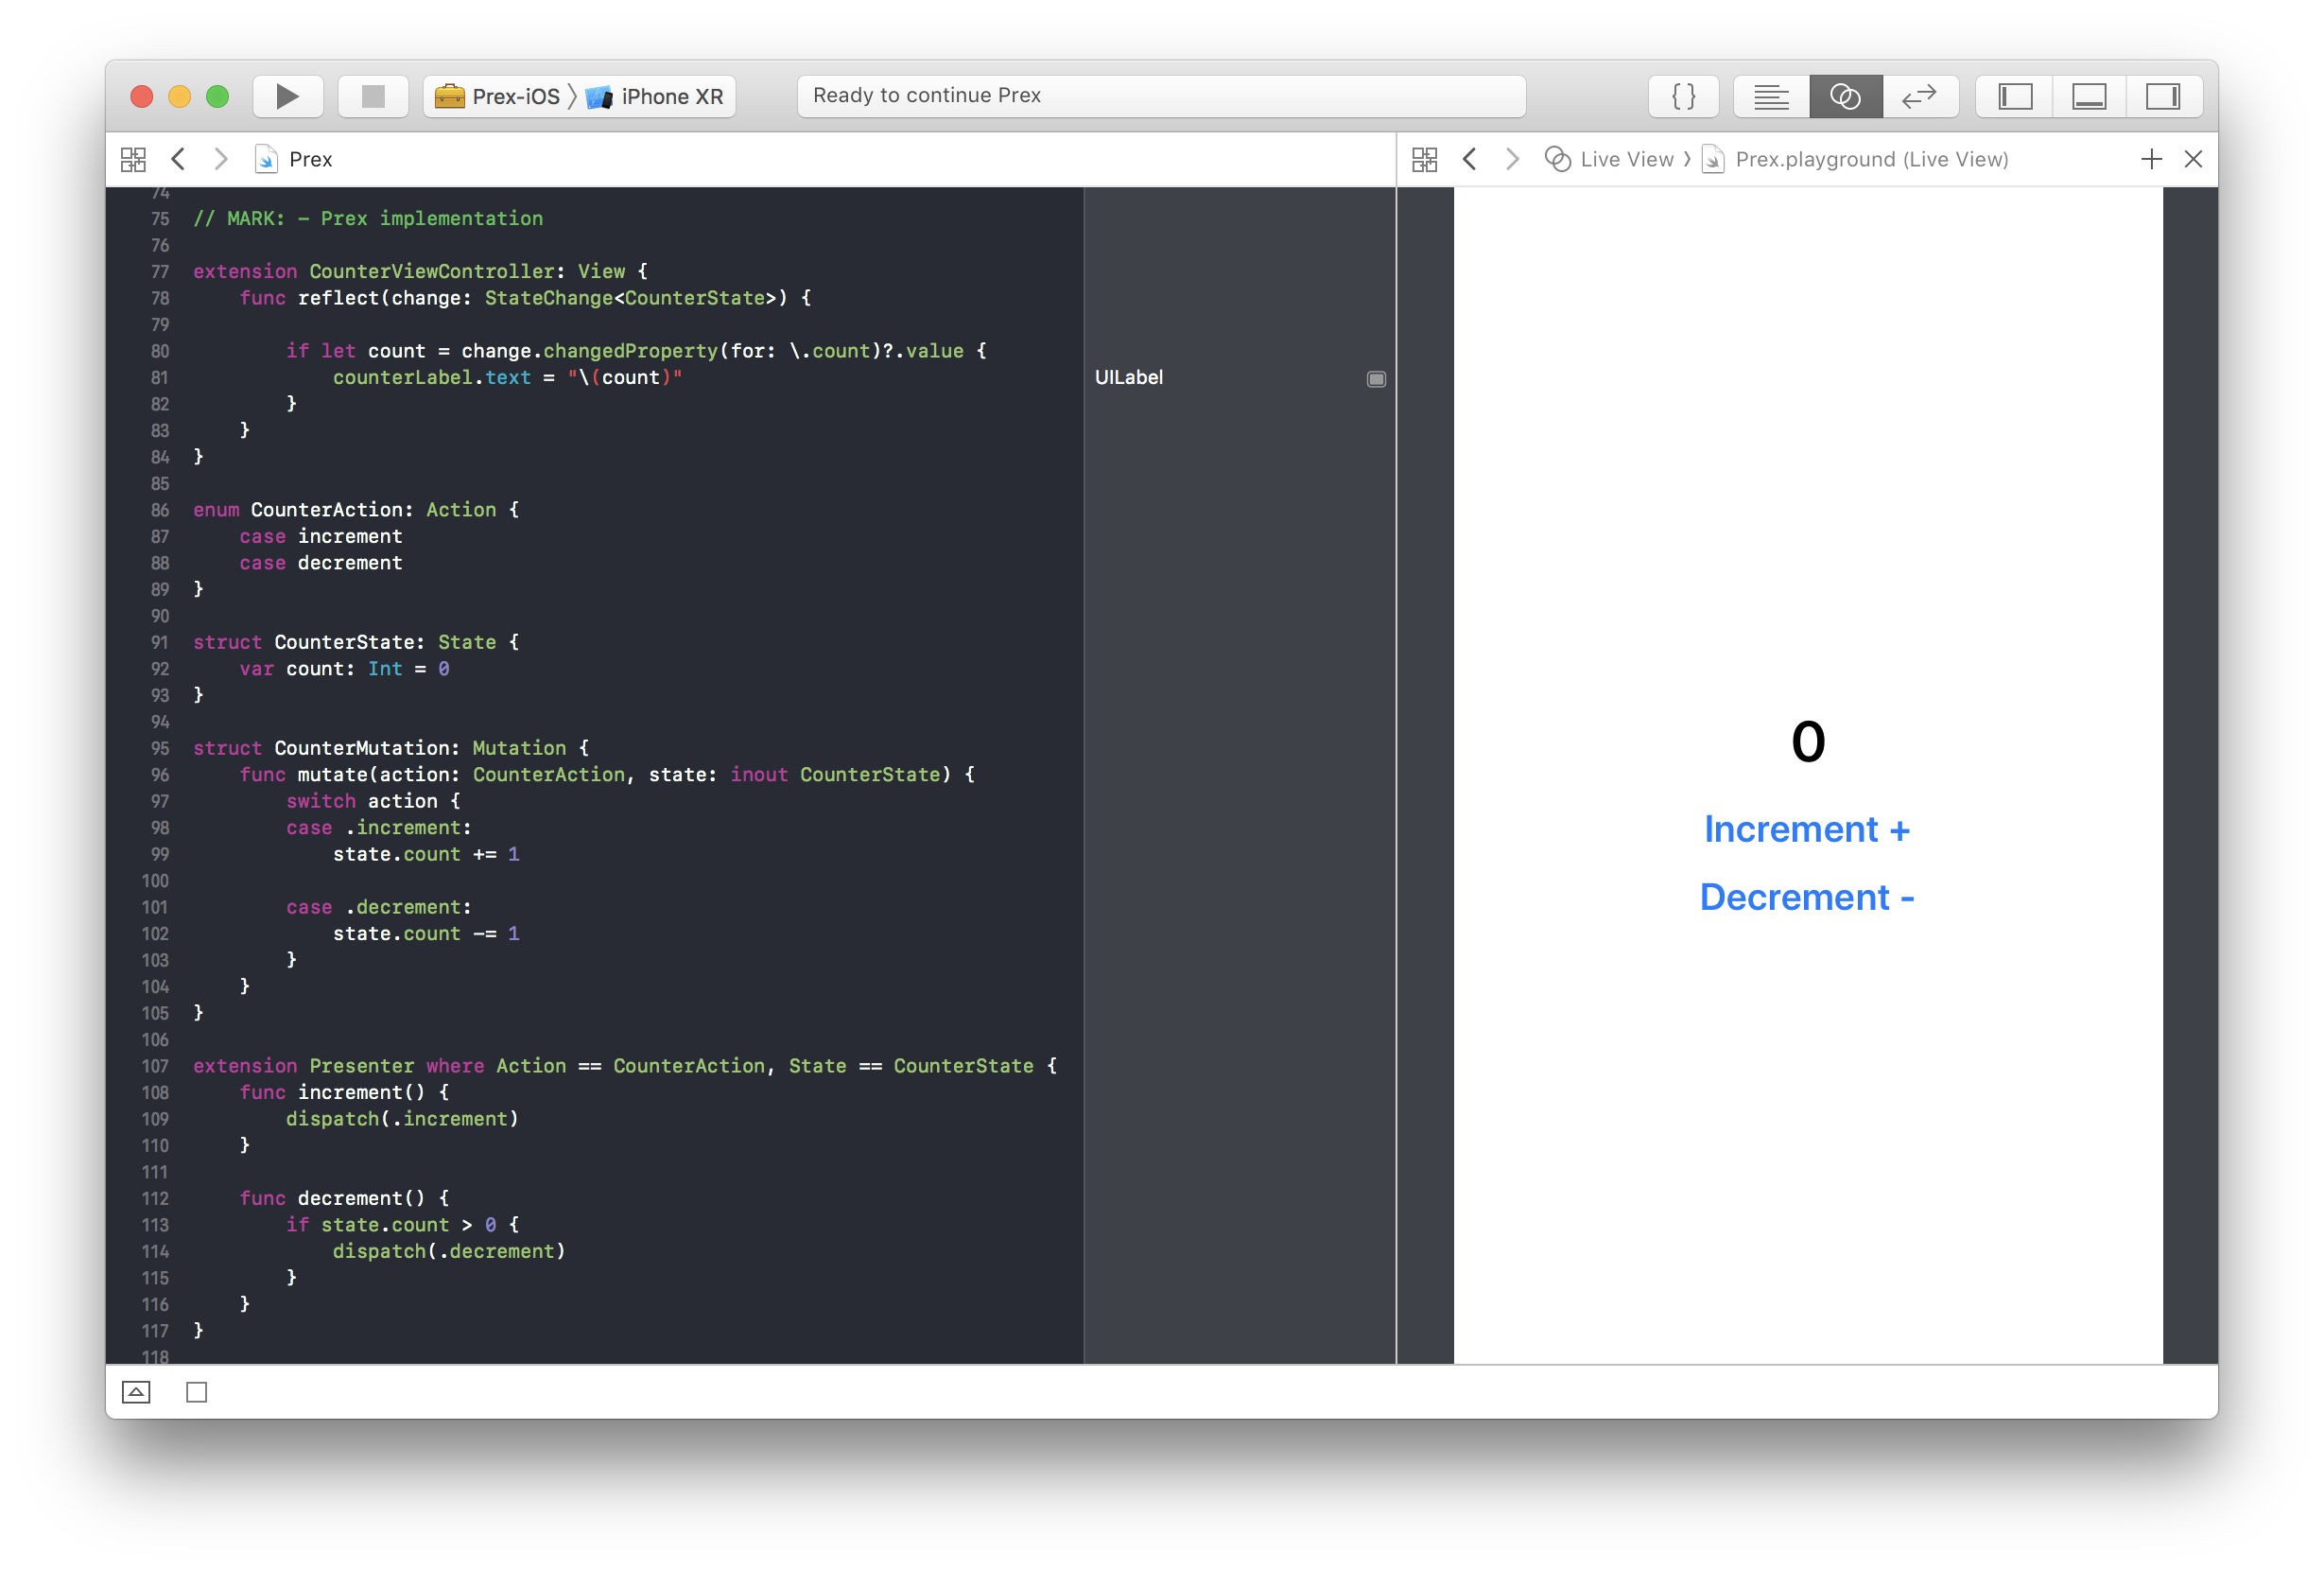 Prex-iOS 〉 iPhone XR
Ready to continue Prex
{ }
Prex
Live View 〉 Prex.playground (Live View)
74
75 // MARK: - Prex implementation
76
77 extension CounterViewController: View {
78     func reflect(change: StateChange<CounterState>) {
79
80         if let count = change.changedProperty(for: \.count)?.value {
81             counterLabel.text = "\(count)"
UILabel
82         }
83     }
84 }
85
86 enum CounterAction: Action {
87     case increment
88     case decrement
89 }
90
91 struct CounterState: State {
92     var count: Int = 0
93 }
94
95 struct CounterMutation: Mutation {
96     func mutate(action: CounterAction, state: inout CounterState) {
97         switch action {
98         case .increment:
99             state.count += 1
100
101         case .decrement:
102             state.count -= 1
103         }
104     }
105 }
106
107 extension Presenter where Action == CounterAction, State == CounterState {
108     func increment() {
109         dispatch(.increment)
110     }
111
112     func decrement() {
113         if state.count > 0 {
114             dispatch(.decrement)
115         }
116     }
117 }
118
0
Increment +
Decrement -